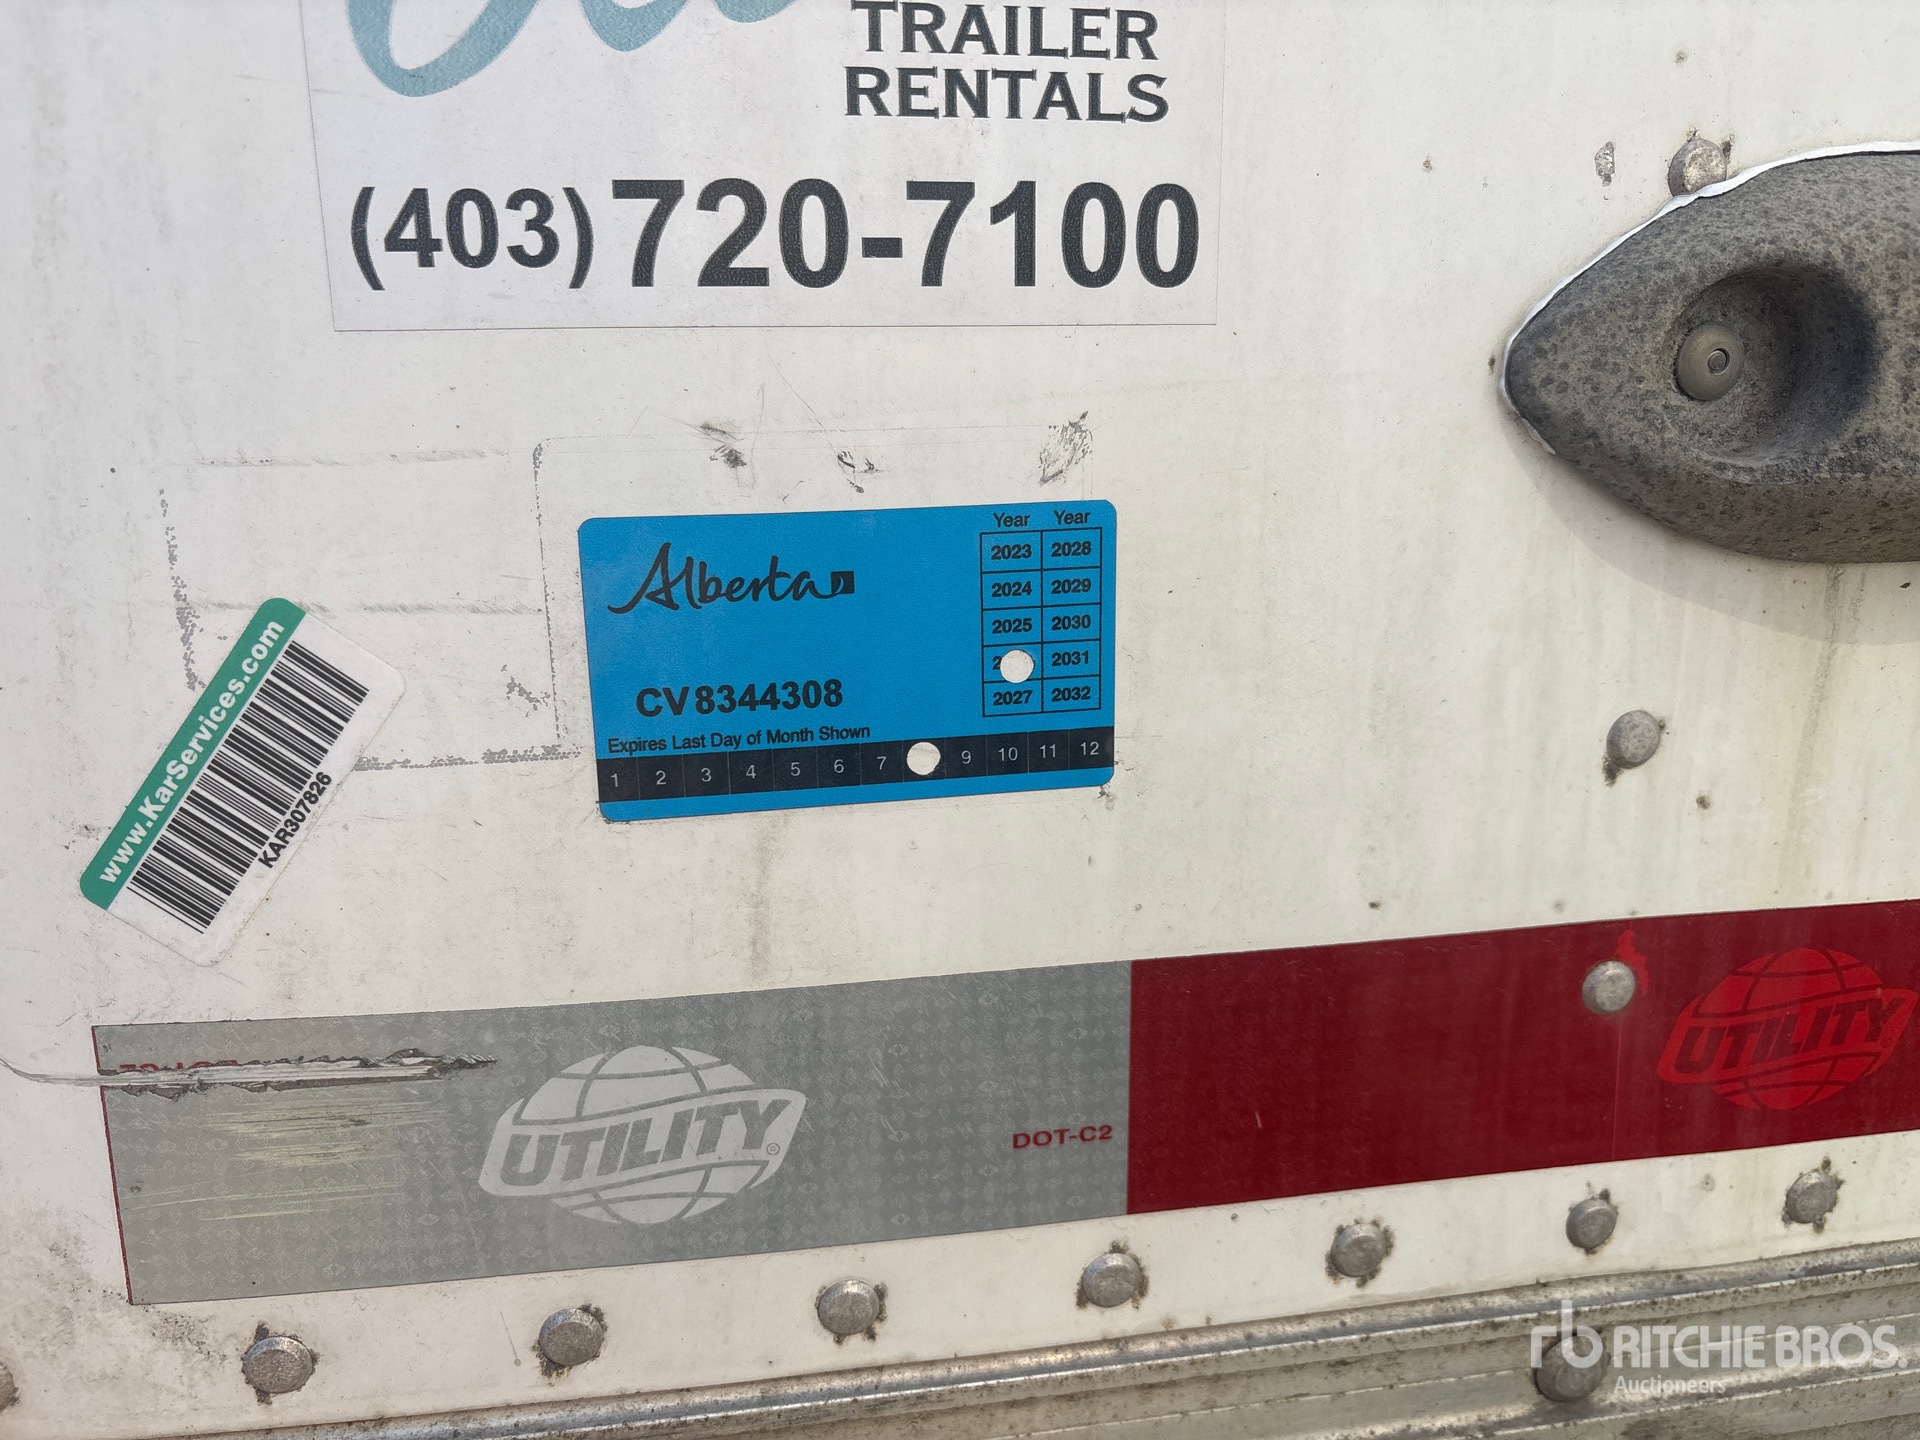 TRAILER
RENTALS
(403) 720-7100
Alberta
Year Year
2023 2028
2024 2029
2025 2030
2 2031
2027 2032
CV8344308
Expires Last Day of Month Shown
1 2 3 4 5 6 7 9 10 11 12
www.KarServices.com
KAR307826
UTILITY®
DOT-C2
UTILITY
rb RITCHIE BROS.
Auctioneers